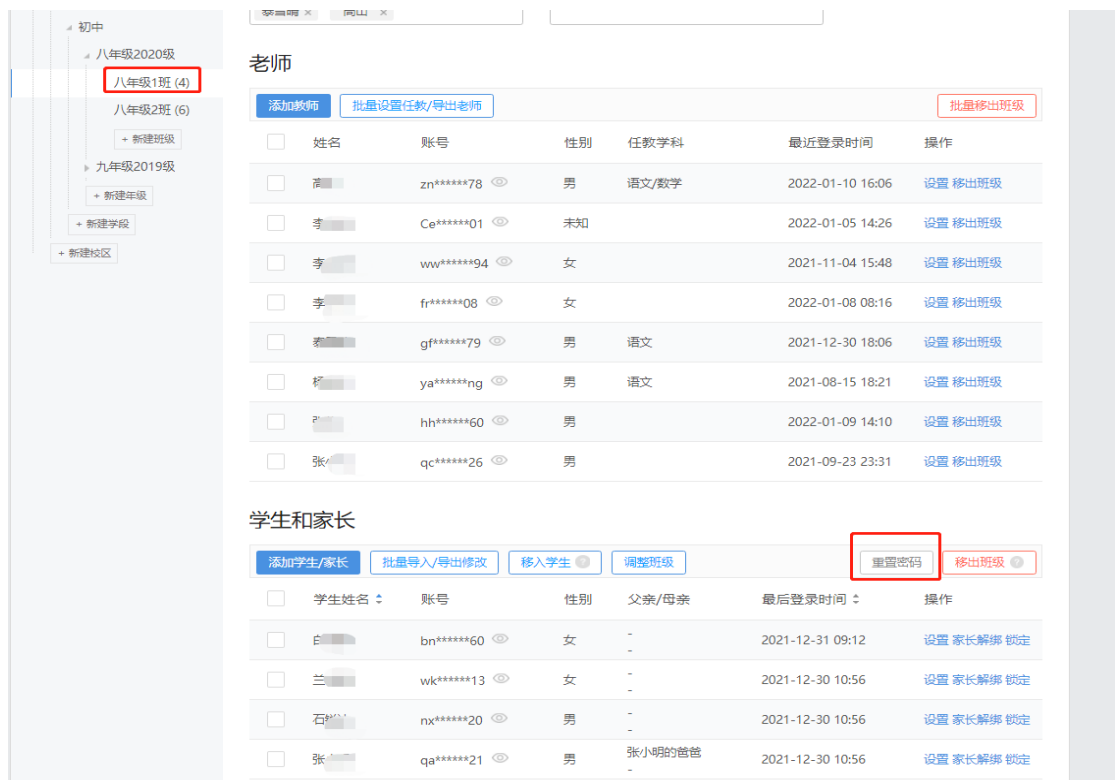 初中
八年级2020级
八年级1班 (4)
八年级2班 (6)
+ 新建班级
九年级2019级
+ 新建年级
+ 新建学段
+ 新建校区
老师
添加教师 批量设置任教/导出老师 批量移出班级
姓名 账号 性别 任教学科 最近登录时间 操作
zn******78 男 语文/数学 2022-01-10 16:06 设置 移出班级
李 Ce******01 未知 2022-01-05 14:26 设置 移出班级
李 ww******94 女 2021-11-04 15:48 设置 移出班级
李 fr******08 女 2022-01-08 08:16 设置 移出班级
gf******79 男 语文 2021-12-30 18:06 设置 移出班级
ya******ng 男 语文 2021-08-15 18:21 设置 移出班级
hh******60 男 2022-01-09 14:10 设置 移出班级
张 qc******26 男 2021-09-23 23:31 设置 移出班级
学生和家长
添加学生/家长 批量导入/导出修改 移入学生 ? 调整班级 重置密码 移出班级 ?
学生姓名 账号 性别 父亲/母亲 最后登录时间 操作
bn******60 女 - 2021-12-31 09:12 设置 家长解绑 锁定
-
兰 wk******13 女 - 2021-12-30 10:56 设置 家长解绑 锁定
-
石 nx******20 男 - 2021-12-30 10:56 设置 家长解绑 锁定
-
张 qa******21 男 张小明的爸爸 2021-12-30 10:56 设置 家长解绑 锁定
-